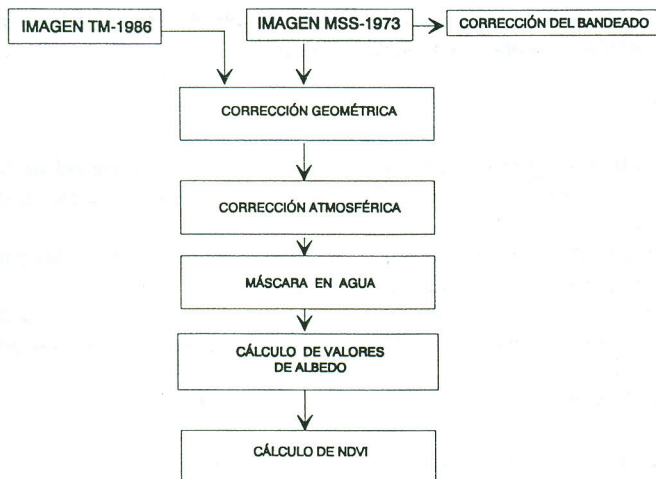 IMAGEN TM-1986
IMAGEN MSS-1973
CORRECCIÓN DEL BANDEADO
CORRECCIÓN GEOMÉTRICA
CORRECCIÓN ATMOSFÉRICA
MÁSCARA EN AGUA
CÁLCULO DE VALORES
DE ALBEDO
CÁLCULO DE NDVI